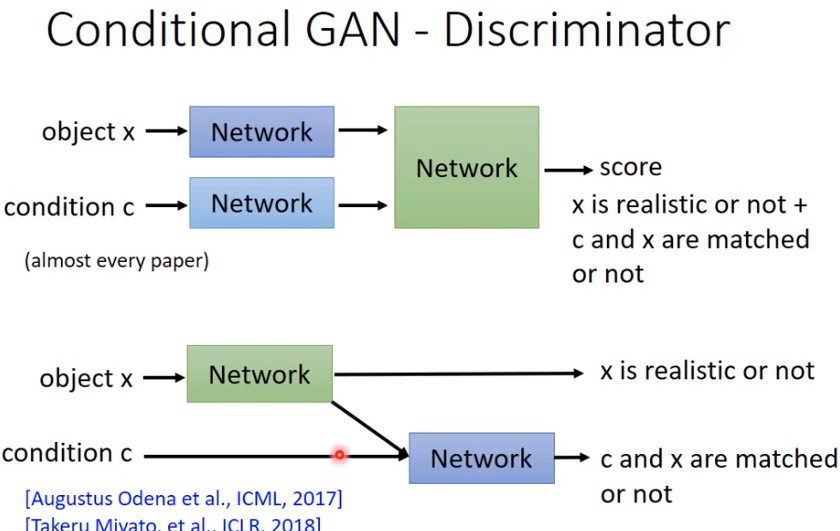 Conditional GAN - Discriminator
object x
Network
Network
score
condition c
Network
x is realistic or not +
c and x are matched
or not
(almost every paper)
object x
Network
x is realistic or not
condition c
Network
c and x are matched
or not
[Augustus Odena et al., ICML, 2017]
[Takeru Miyato, et al., ICLR, 2018]